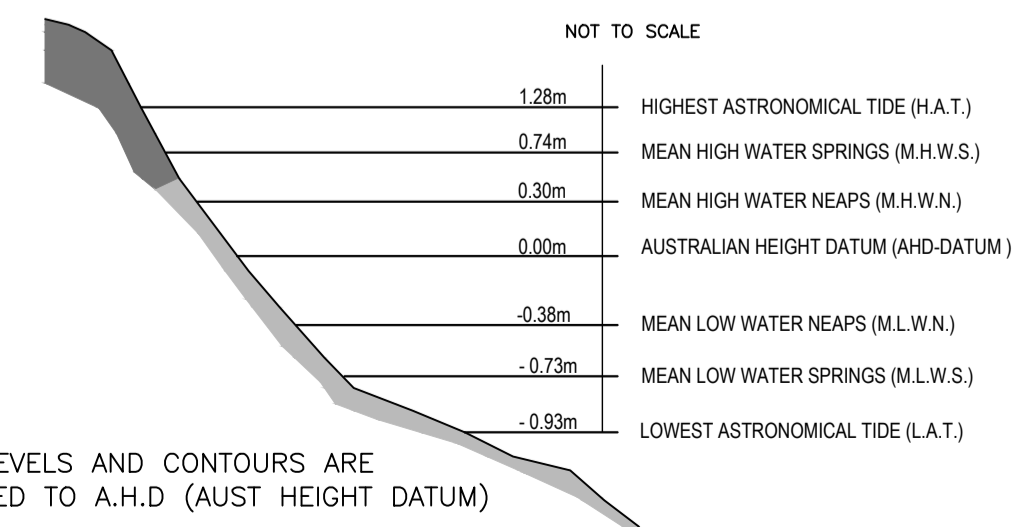 NOT TO SCALE
1.28m HIGHEST ASTRONOMICAL TIDE (H.A.T.)
0.74m MEAN HIGH WATER SPRINGS (M.H.W.S.)
0.30m MEAN HIGH WATER NEAPS (M.H.W.N.)
0.00m AUSTRALIAN HEIGHT DATUM (AHD-DATUM )
-0.38m MEAN LOW WATER NEAPS (M.L.W.N.)
- 0.73m MEAN LOW WATER SPRINGS (M.L.W.S.)
- 0.93m LOWEST ASTRONOMICAL TIDE (L.A.T.)
EVELS AND CONTOURS ARE
ED TO A.H.D (AUST HEIGHT DATUM)